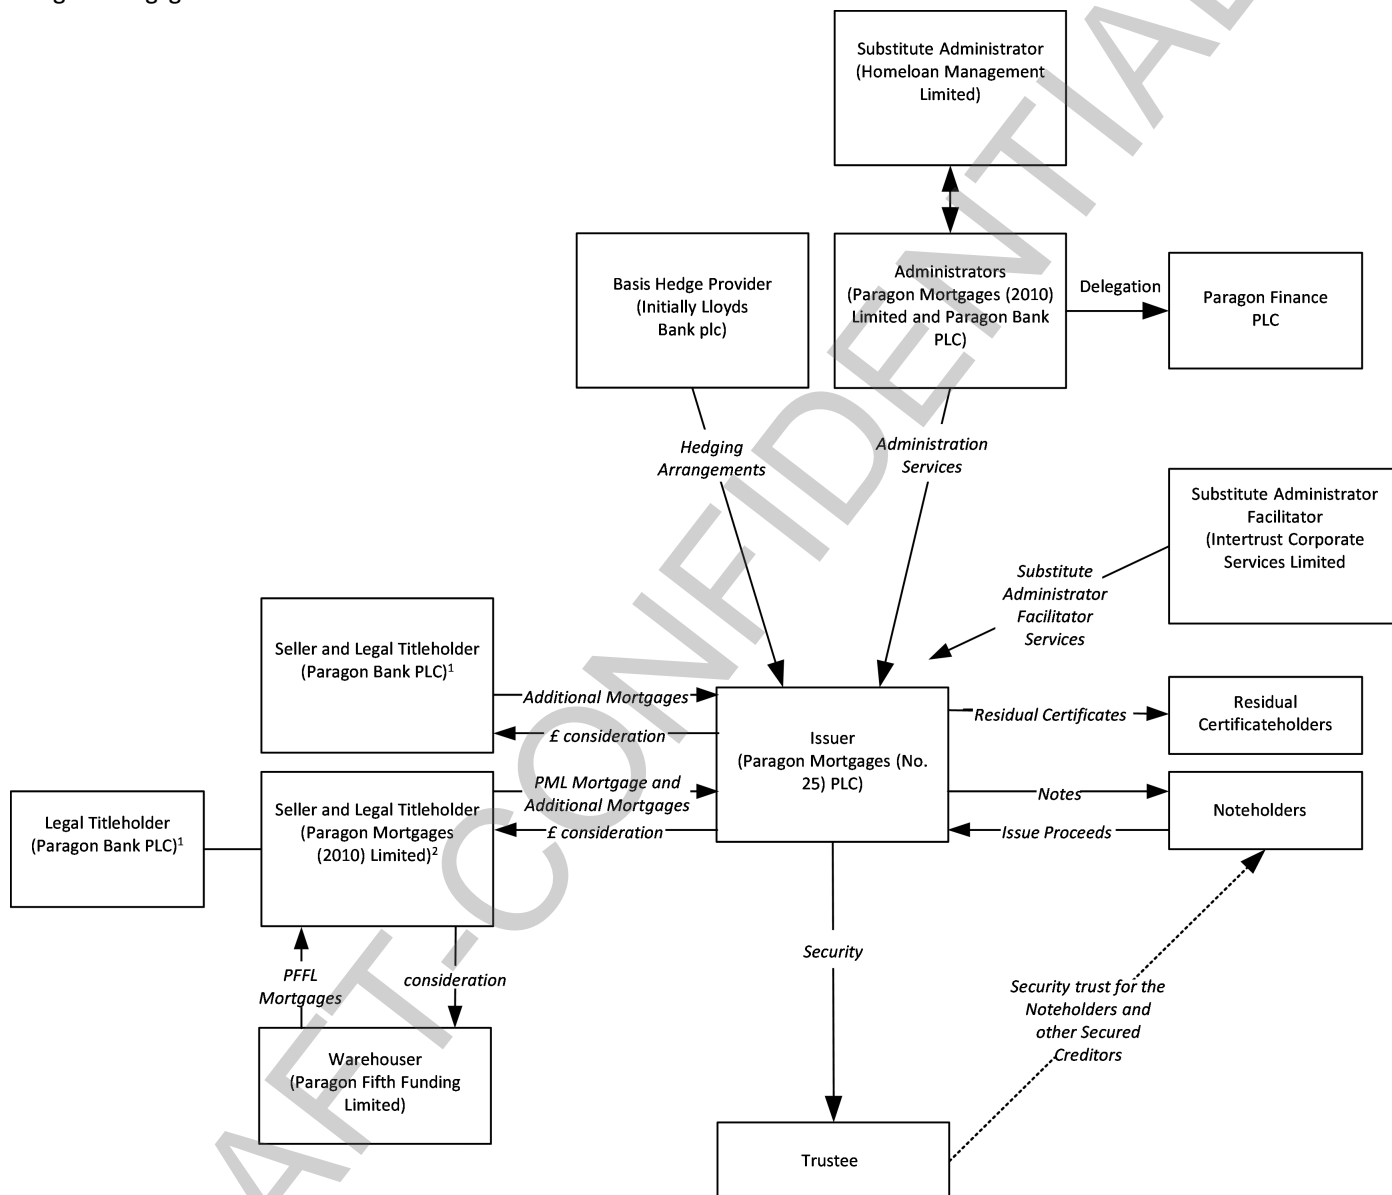 Substitute Administrator
(Homeloan Management
Limited)
Basis Hedge Provider
(Initially Lloyds
Bank plc)
Administrators
(Paragon Mortgages (2010)
Limited and Paragon Bank
PLC)
Delegation
Paragon Finance
PLC
Hedging
Arrangements
Administration
Services
Substitute Administrator
Facilitator
(Intertrust Corporate
Services Limited
Substitute
Administrator
Facilitator
Services
Seller and Legal Titleholder
(Paragon Bank PLC)1
Additional Mortgages
£ consideration
Issuer
(Paragon Mortgages (No.
25) PLC)
Residual Certificates
Residual
Certificateholders
Legal Titleholder
(Paragon Bank PLC)1
Seller and Legal Titleholder
(Paragon Mortgages
(2010) Limited)2
PML Mortgage and
Additional Mortgages
£ consideration
Notes
Issue Proceeds
Noteholders
PFFL
Mortgages
consideration
Security
Security trust for the
Noteholders and
other Secured
Creditors
Warehouser
(Paragon Fifth Funding
Limited)
Trustee
AFT-CONFIDENTIAL